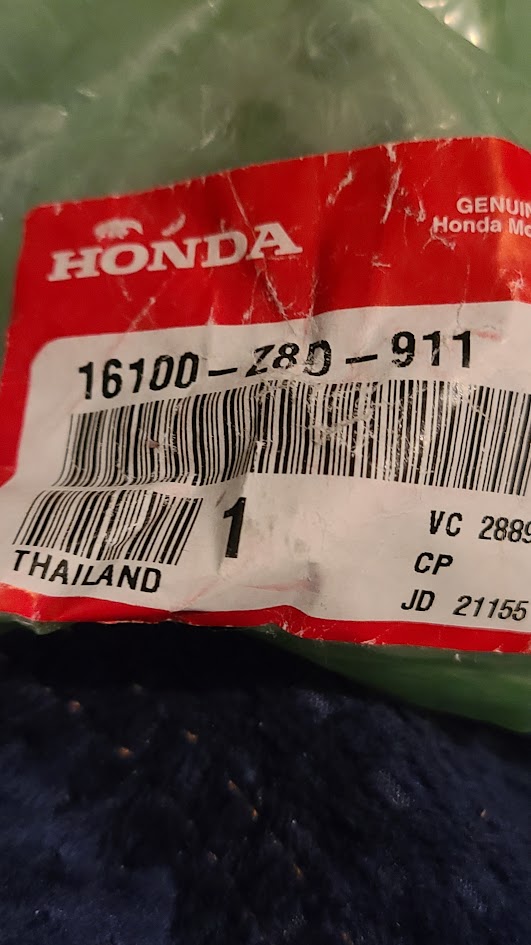 HONDA
GENUIN
Honda Mo
16100-Z8D-911
1
VC 2889
THAILAND
CP
JD 21155